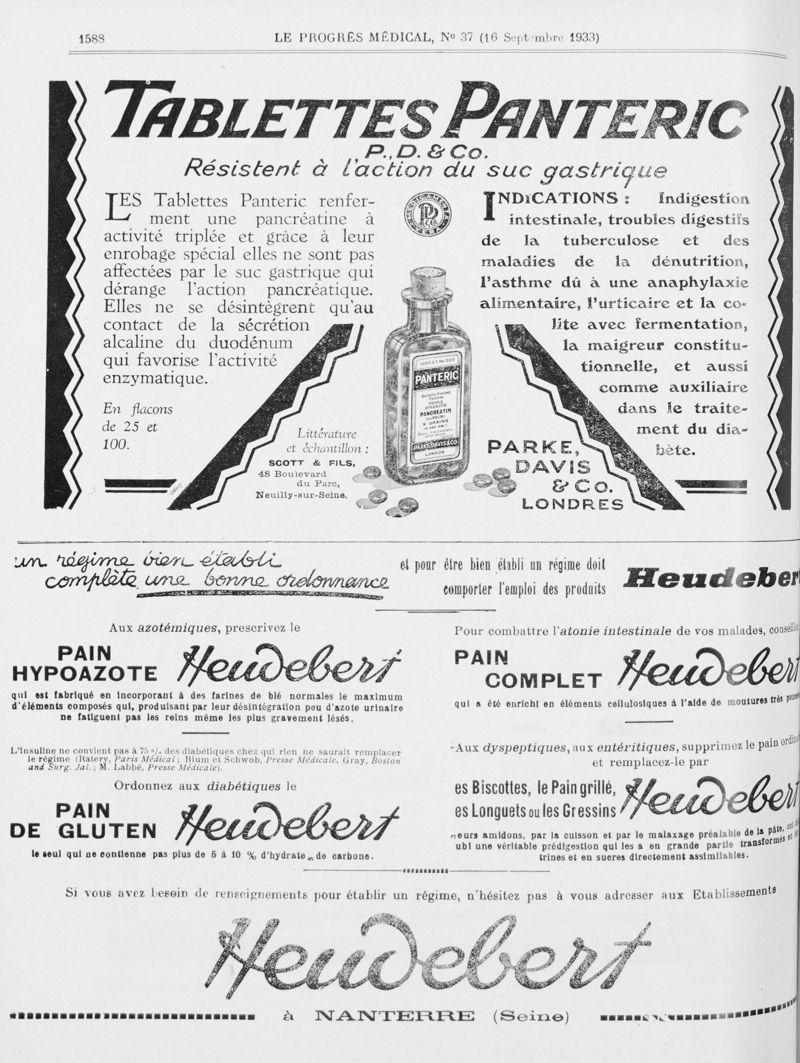 1588
LE PROGRÈS MÉDICAL, Nº 37 (16 Septembre 1933)
TABLETTES PANTERIC
P., D. & Co.
Résistent à l'action du suc gastrique
LES Tablettes Panteric renfer-
ment une pancréatine à
activité triplée et grâce à leur
enrobage spécial elles ne sont pas
affectées par le suc gastrique qui
dérange l'action pancréatique.
Elles ne se désintègrent qu'au
contact de la sécrétion
alcaline du duodénum
qui favorise l'activité
enzymatique.
En flacons
de 25 et
100.
Littérature
et échantillon :
SCOTT & FILS,
48 Boulevard
du Parc,
Neuilly-sur-Seine.
PANTERIC
TRIPLE
STRENGTH
PANCREATIN
5 GRAINS
PARKE, DAVIS & CO
LONDON
INDICATIONS : Indigestion
intestinale, troubles digestifs
de la tuberculose et des
maladies de la dénutrition,
l'asthme dû à une anaphylaxie
alimentaire, l'urticaire et la co-
lite avec fermentation,
la maigreur constitu-
tionnelle, et aussi
comme auxiliaire
dans le traite-
ment du dia-
bète.
PARKE,
DAVIS
& CO.
LONDRES
un régime bien établi
complète une bonne ordonnance
et pour être bien établi un régime doit
comporter l'emploi des produits
Heudebert
Aux azotémiques, prescrivez le
PAIN
HYPOAZOTE Heudebert
qui est fabriqué en incorporant à des farines de blé normales le maximum
d'éléments composés qui, produisant par leur désintégration peu d'azote urinaire
ne fatiguent pas les reins même les plus gravement lésés.
L'insuline ne convient pas à 75 % des diabétiques chez qui rien ne saurait remplacer
le régime (Ratery, Paris Médical ; Blum et Schwob, Presse Médicale, Gray, Boston
and Surg. Jal. ; M. Labbé, Presse Médicale).
Ordonnez aux diabétiques le
PAIN
DE GLUTEN Heudebert
le seul qui ne contienne pas plus de 5 à 10 % d'hydrate de carbone.
Pour combattre l'atonie intestinale de vos malades, conseill
PAIN
COMPLET Heudebert
qui a été enrichi en éléments cellulosiques à l'aide de moutures très
-Aux dyspeptiques, aux entéritiques, supprimez le pain ordin
et remplacez-le par
es Biscottes, le Pain grillé,
es Longuets ou les Gressins Heudebert
eurs amidons, par la cuisson et par le malaxage préalable de la pâte,
ubi une véritable prédigestion qui les a en grande partie transformés
trines et en sucres directement assimilables.
Si vous avez besoin de renseignements pour établir un régime, n'hésitez pas à vous adresser aux Etablissements
Heudebert
à NANTERRE (Seine)